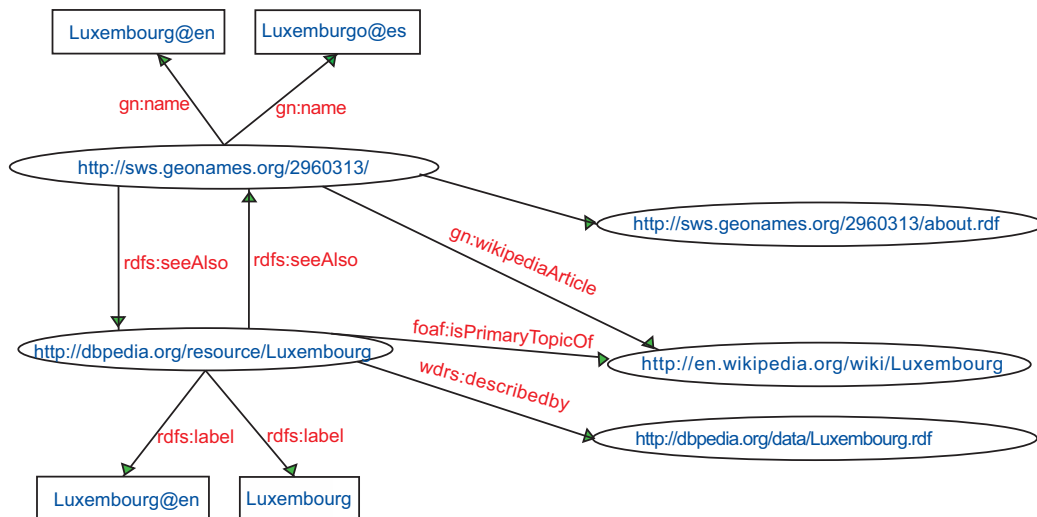 Luxembourg@en
Luxemburgo@es
gn:name
gn:name
http://sws.geonames.org/2960313/
http://sws.geonames.org/2960313/about.rdf
rdfs:seeAlso
rdfs:seeAlso
gn:wikipediaArticle
foaf:isPrimaryTopicOf
http://dbpedia.org/resource/Luxembourg
http://en.wikipedia.org/wiki/Luxembourg
wdrs:describedby
rdfs:label
rdfs:label
http://dbpedia.org/data/Luxembourg.rdf
Luxembourg@en
Luxembourg